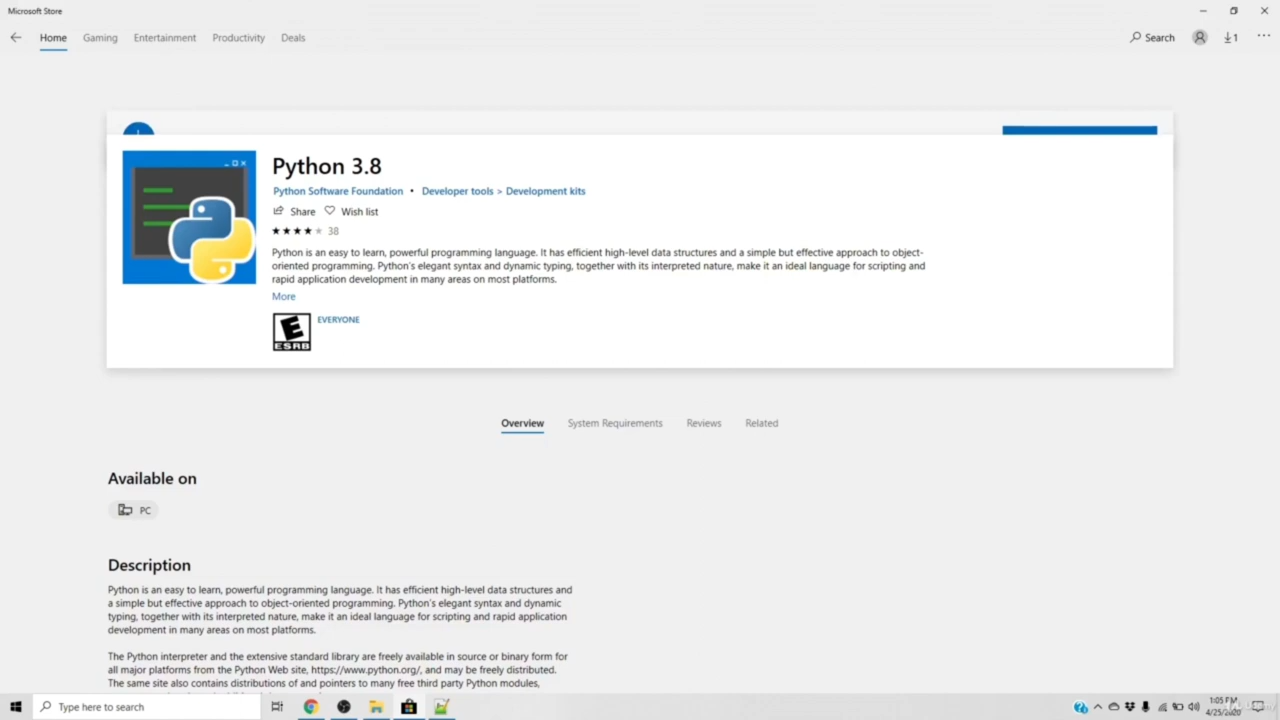 Microsoft Store
Home Gaming Entertainment Productivity Deals Search 1
Python 3.8
Python Software Foundation • Developer tools > Development kits
Share Wish list
38
Python is an easy to learn, powerful programming language. It has efficient high-level data structures and a simple but effective approach to object-
oriented programming. Python's elegant syntax and dynamic typing, together with its interpreted nature, make it an ideal language for scripting and
rapid application development in many areas on most platforms.
More
E
ESRB
EVERYONE
Overview System Requirements Reviews Related
Available on
PC
Description
Python is an easy to learn, powerful programming language. It has efficient high-level data structures and
a simple but effective approach to object-oriented programming. Python's elegant syntax and dynamic
typing, together with its interpreted nature, make it an ideal language for scripting and rapid application
development in many areas on most platforms.
The Python interpreter and the extensive standard library are freely available in source or binary form for
all major platforms from the Python Web site, https://www.python.org/, and may be freely distributed.
The same site also contains distributions of and pointers to many free third party Python modules,
Type here to search
1:05 PM
4/25/2020